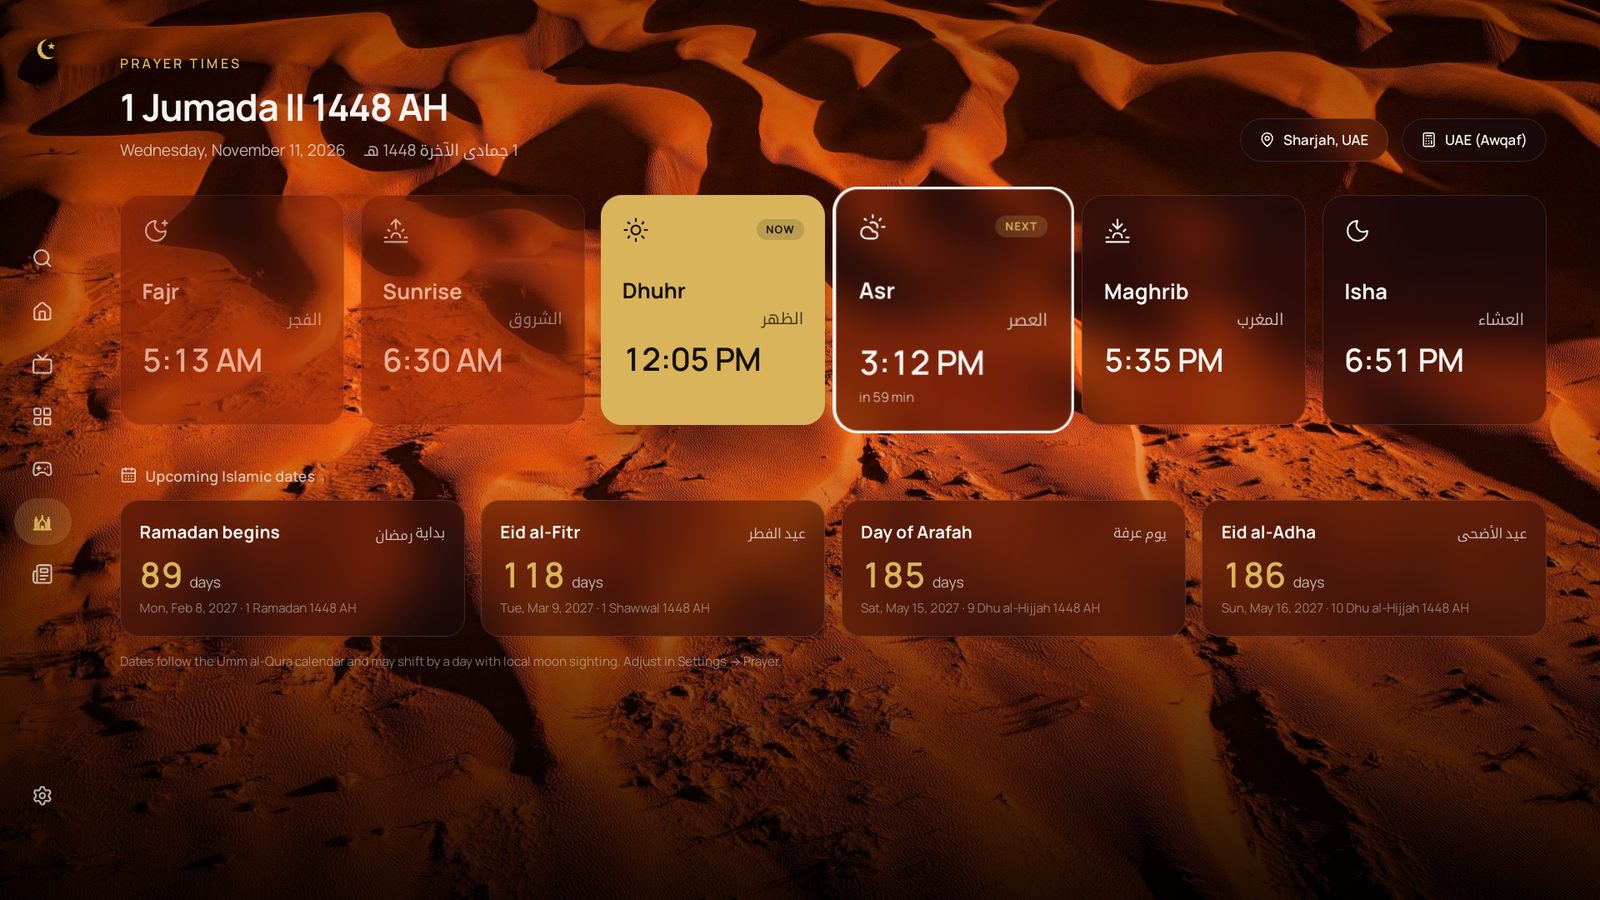 PRAYER TIMES
1 Jumada II 1448 AH
Wednesday, November 11, 2026
1 جمادى الآخرة 1448 هـ
Sharjah, UAE
UAE (Awqaf)
Fajr
الفجر
5:13 AM
Sunrise
الشروق
6:30 AM
NOW
Dhuhr
الظهر
12:05 PM
NEXT
Asr
العصر
3:12 PM
in 59 min
Maghrib
المغرب
5:35 PM
Isha
العشاء
6:51 PM
Upcoming Islamic dates
Ramadan begins
بداية رمضان
89 days
Mon, Feb 8, 2027 · 1 Ramadan 1448 AH
Eid al-Fitr
عيد الفطر
118 days
Tue, Mar 9, 2027 · 1 Shawwal 1448 AH
Day of Arafah
يوم عرفة
185 days
Sat, May 15, 2027 · 9 Dhu al-Hijjah 1448 AH
Eid al-Adha
عيد الأضحى
186 days
Sun, May 16, 2027 · 10 Dhu al-Hijjah 1448 AH
Dates follow the Umm al-Qura calendar and may shift by a day with local moon sighting. Adjust in Settings → Prayer.